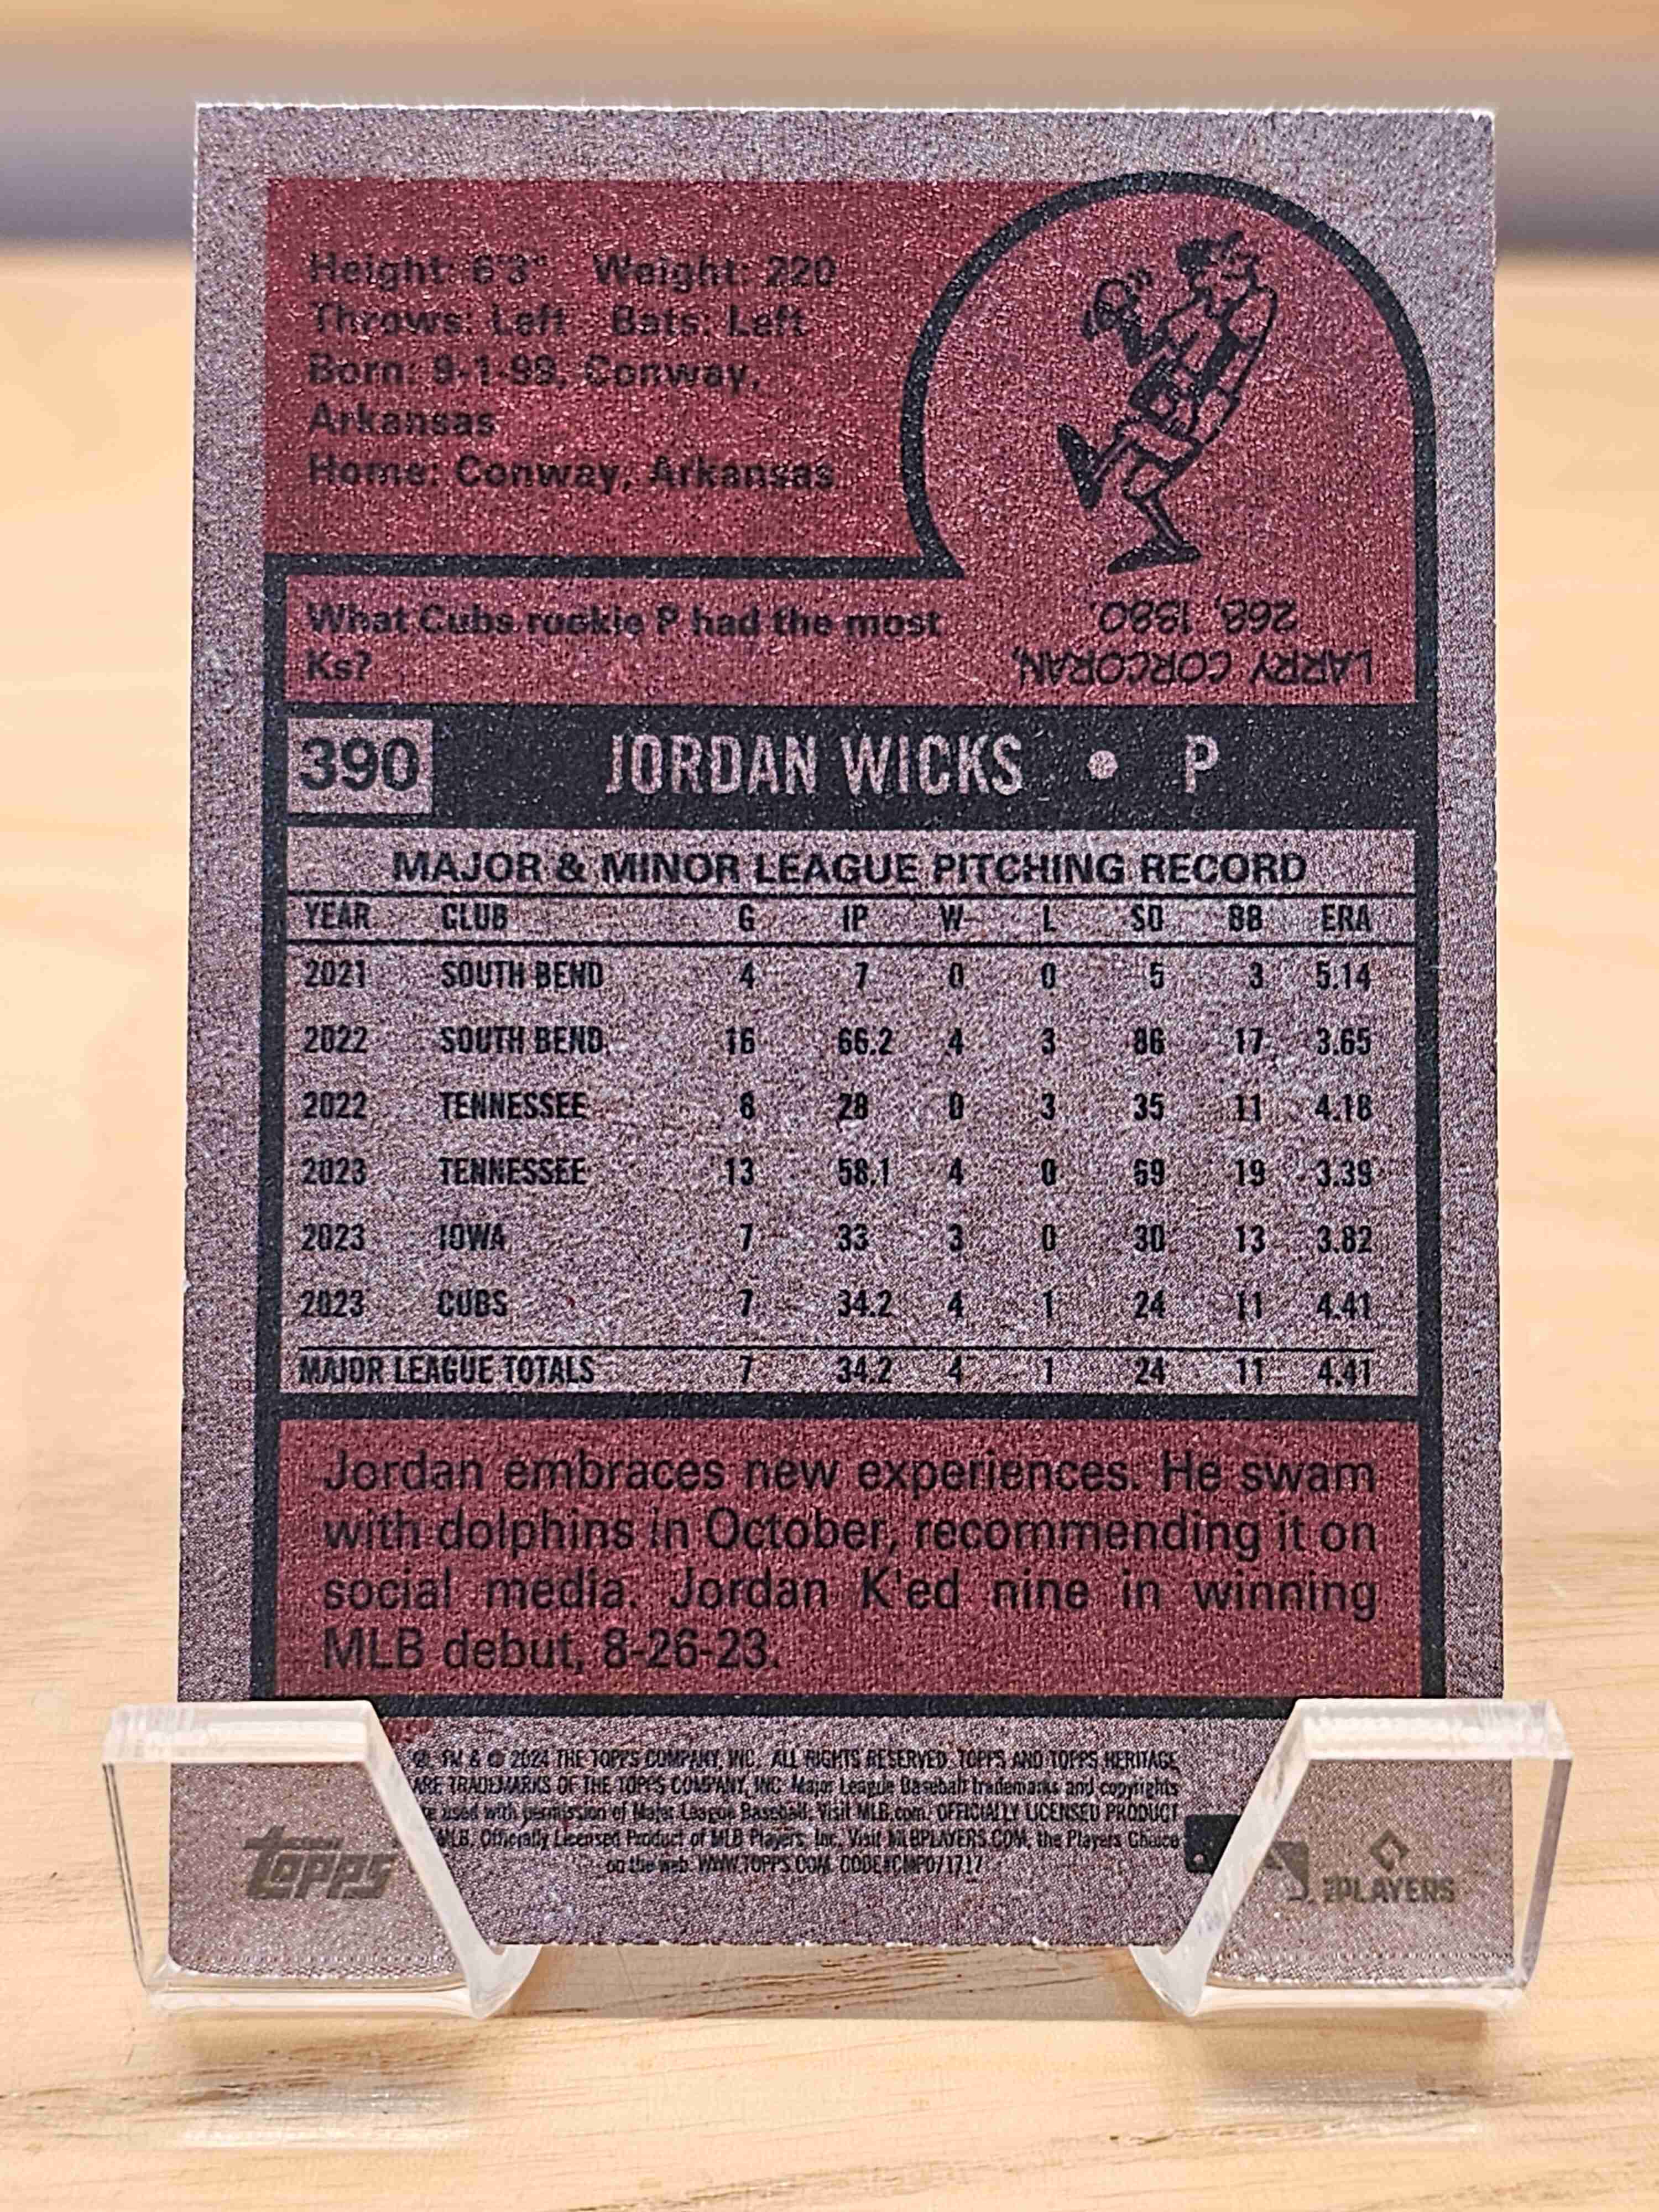 Height: 6'3" Weight: 220
Throws: Left Bats: Left
Born: 9-1-99, Conway,
Arkansas
Home: Conway, Arkansas
What Cubs rookie P had the most
Ks?
LARRY CORCORAN,
268, 1880.
390 JORDAN WICKS • P
MAJOR & MINOR LEAGUE PITCHING RECORD
YEAR CLUB G IP W L SO BB ERA
2021 SOUTH BEND 4 7 0 0 5 3 5.14
2022 SOUTH BEND 16 66.2 4 3 86 17 3.65
2022 TENNESSEE 8 28 0 3 35 11 4.18
2023 TENNESSEE 13 58.1 4 0 69 19 3.39
2023 IOWA 7 33 3 0 30 13 3.82
2023 CUBS 7 34.2 4 1 24 11 4.41
MAJOR LEAGUE TOTALS 7 34.2 4 1 24 11 4.41
Jordan embraces new experiences. He swam
with dolphins in October, recommending it on
social media. Jordan K'ed nine in winning
MLB debut, 8-26-23.
®, TM & © 2024 THE TOPPS COMPANY, INC. ALL RIGHTS RESERVED. TOPPS AND TOPPS HERITAGE
ARE TRADEMARKS OF THE TOPPS COMPANY, INC. Major League Baseball trademarks and copyrights
used with permission of Major League Baseball. Visit MLB.com. OFFICIALLY LICENSED PRODUCT
MLB. Officially Licensed Product of MLB Players, Inc. Visit MLBPLAYERS.COM, the Players Choice
on the web. WWW.TOPPS.COM. CODE#CMP071717
topps
PLAYERS